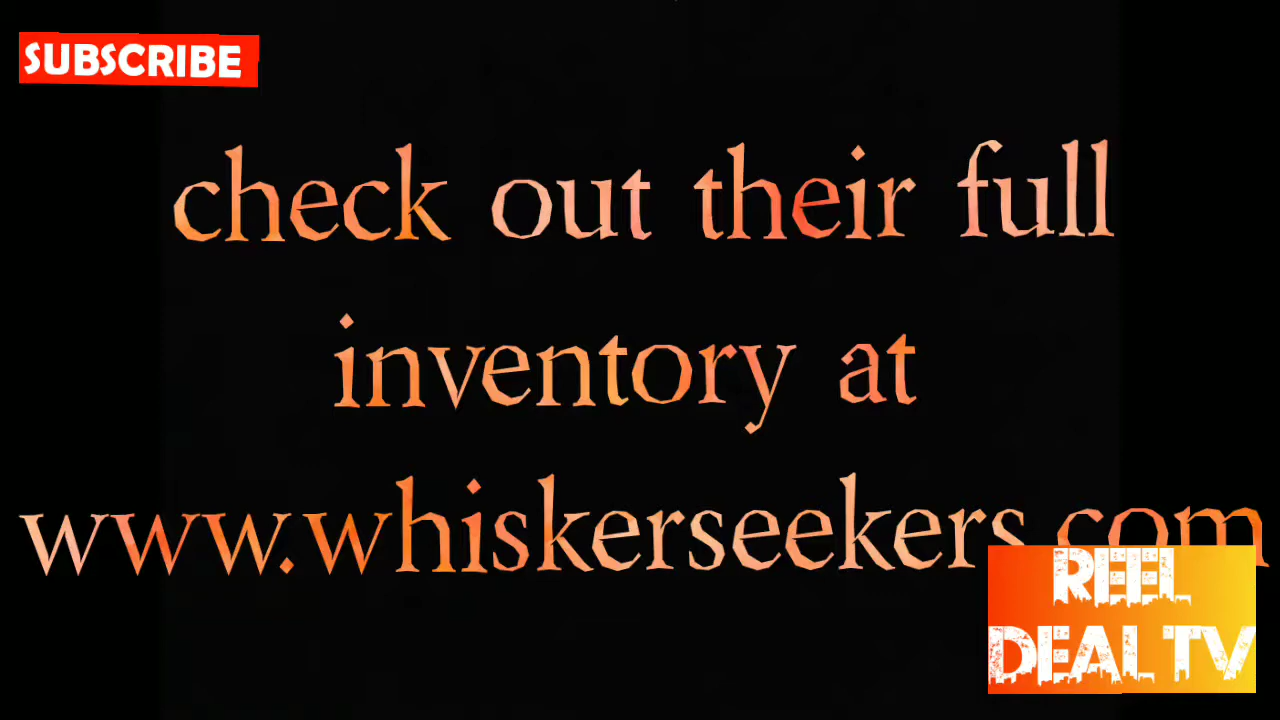 SUBSCRIBE
check out their full
inventory at
www.whiskerseekers.com
REEL
DEAL TV